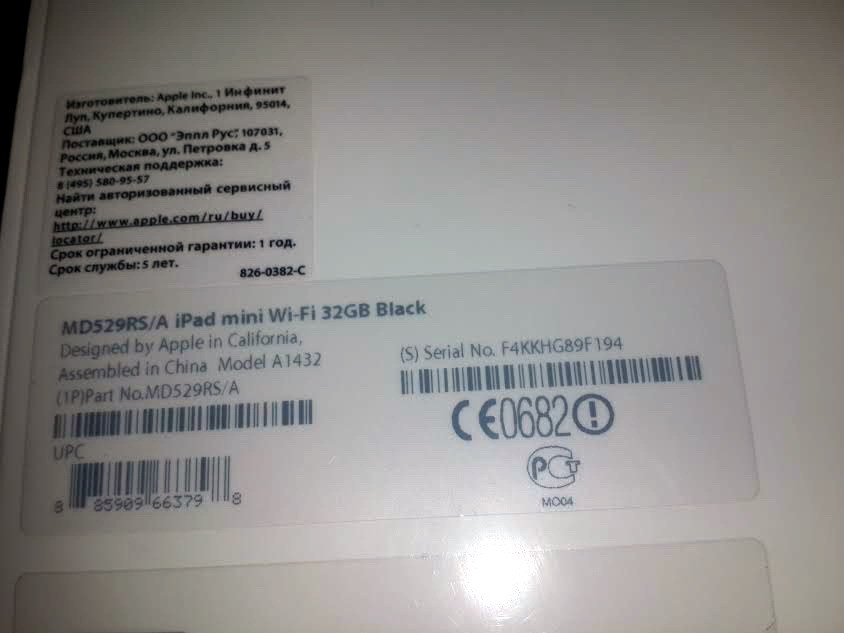 Изготовитель: Apple Inc., 1 Инфинит
Луп, Купертино, Калифорния, 95014,
США
Поставщик: ООО "Эппл Рус", 107031,
Россия, Москва, ул. Петровка д. 5
Техническая поддержка:
8 (495) 580-95-57
Найти авторизованный сервисный
центр:
http://www.apple.com/ru/buy/
locator/
Срок ограниченной гарантии: 1 год.
Срок службы: 5 лет.
826-0382-C
MD529RS/A iPad mini Wi-Fi 32GB Black
Designed by Apple in California,
Assembled in China Model A1432
(1P)Part No.MD529RS/A
(S) Serial No. F4KKHG89F194
CE0682
UPC
8 85909 66379 8
РСТ
МО04